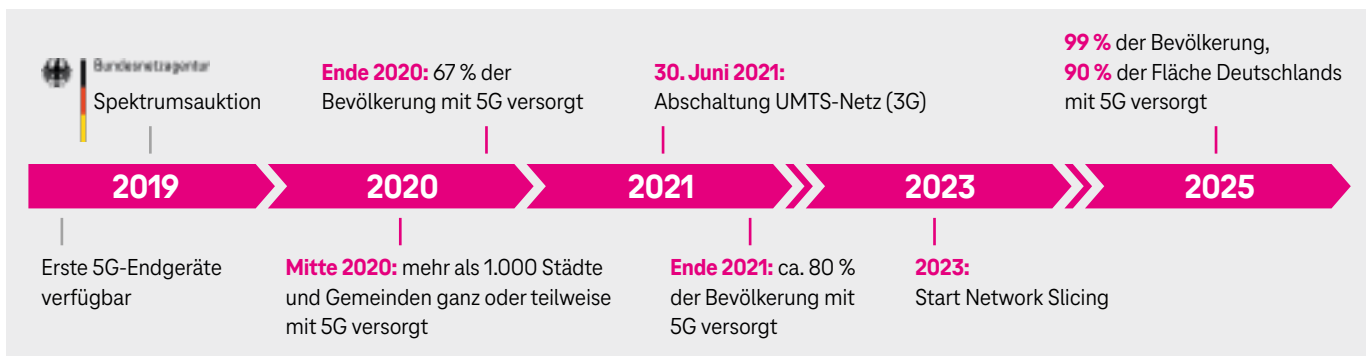 Bundesnetzagentur
Spektrumsauktion
Ende 2020: 67 % der
Bevölkerung mit 5G versorgt
30. Juni 2021:
Abschaltung UMTS-Netz (3G)
99 % der Bevölkerung,
90 % der Fläche Deutschlands
mit 5G versorgt
2019
2020
2021
2023
2025
Erste 5G-Endgeräte
verfügbar
Mitte 2020: mehr als 1.000 Städte
und Gemeinden ganz oder teilweise
mit 5G versorgt
Ende 2021: ca. 80 %
der Bevölkerung mit
5G versorgt
2023:
Start Network Slicing